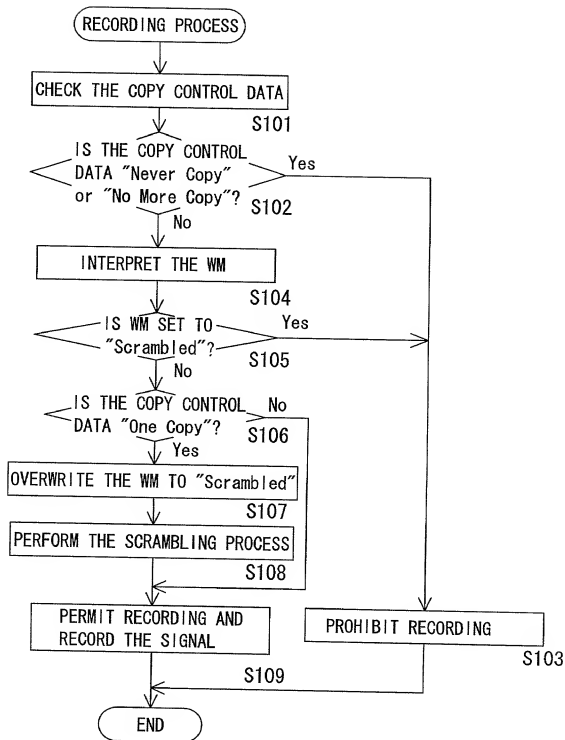 RECORDING PROCESS
CHECK THE COPY CONTROL DATA
S101
IS THE COPY CONTROL
DATA "Never Copy"
or "No More Copy"?
Yes
S102
No
INTERPRET THE WM
S104
IS WM SET TO
"Scrambled"?
Yes
S105
No
IS THE COPY CONTROL
DATA "One Copy"?
No
S106
Yes
OVERWRITE THE WM TO "Scrambled"
S107
PERFORM THE SCRAMBLING PROCESS
S108
PERMIT RECORDING AND
RECORD THE SIGNAL
S109
PROHIBIT RECORDING
S103
END